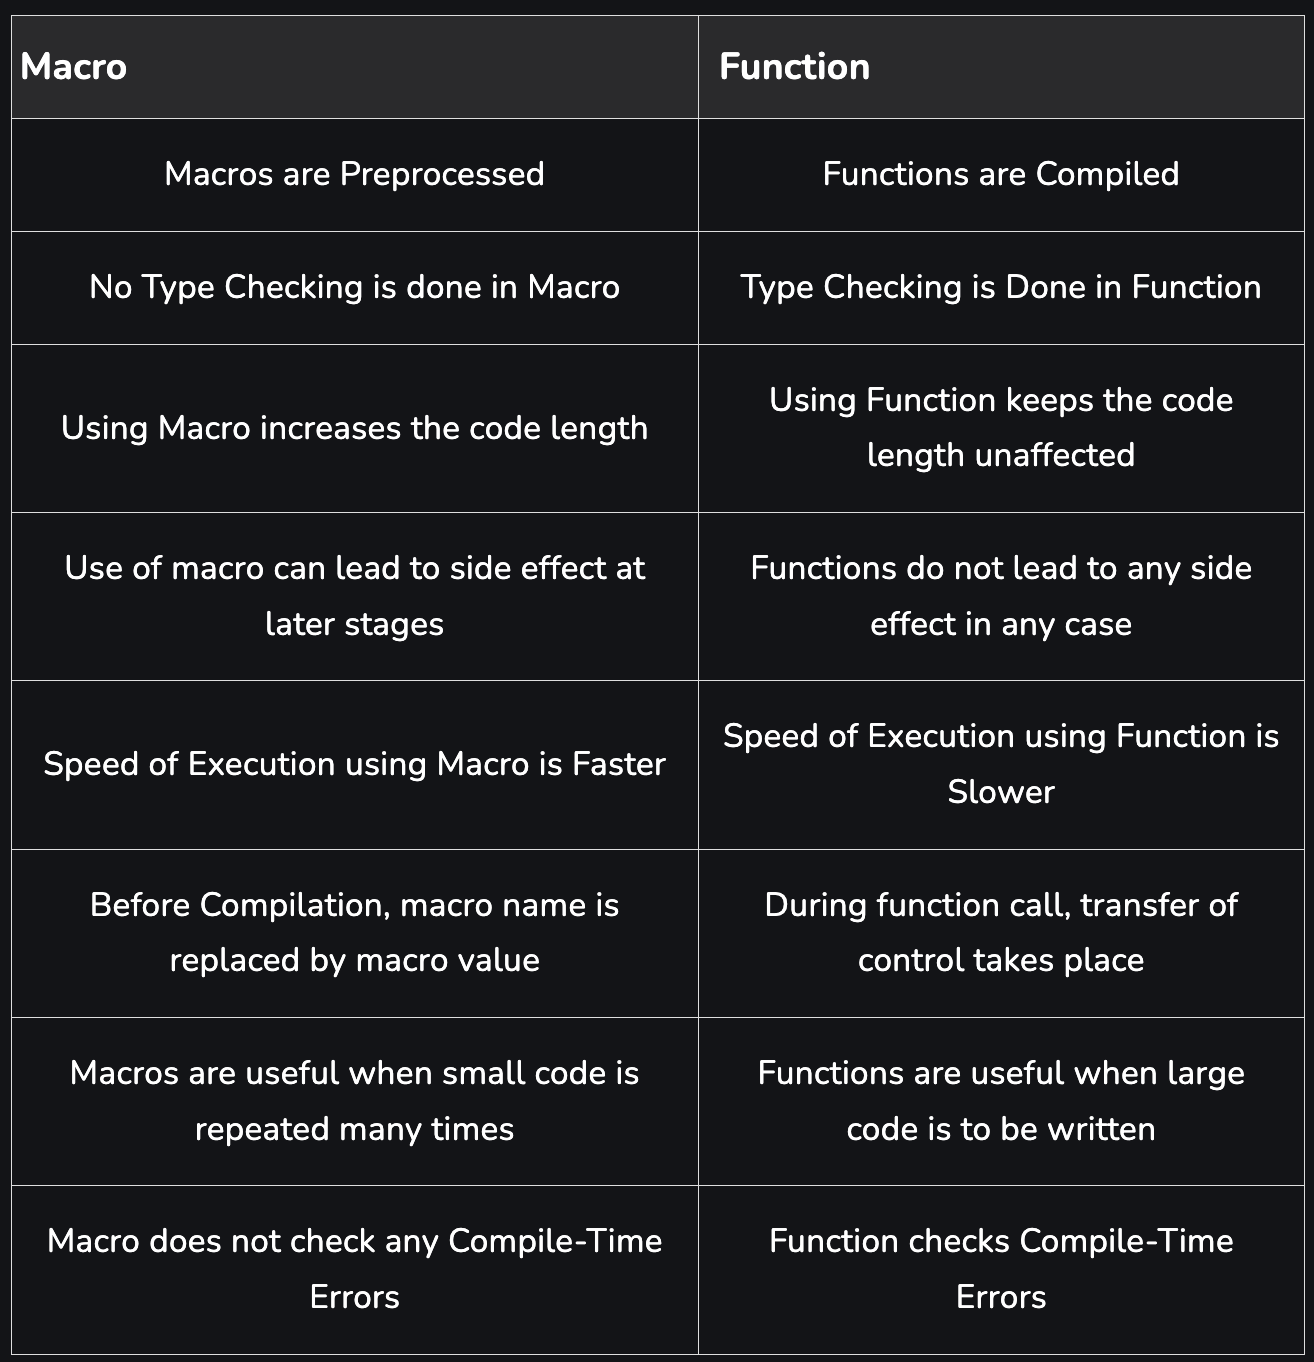 Macro
Function
Macros are Preprocessed
Functions are Compiled
No Type Checking is done in Macro
Type Checking is Done in Function
Using Macro increases the code length
Using Function keeps the code
length unaffected
Use of macro can lead to side effect at
later stages
Functions do not lead to any side
effect in any case
Speed of Execution using Macro is Faster
Speed of Execution using Function is
Slower
Before Compilation, macro name is
replaced by macro value
During function call, transfer of
control takes place
Macros are useful when small code is
repeated many times
Functions are useful when large
code is to be written
Macro does not check any Compile-Time
Errors
Function checks Compile-Time
Errors